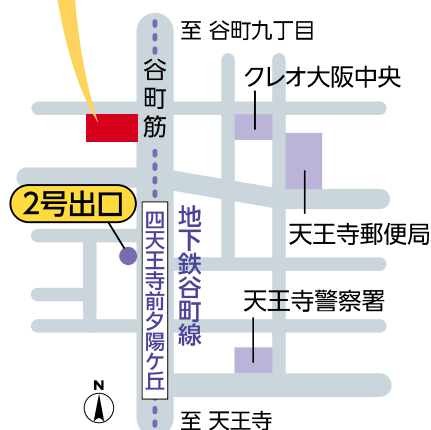 至 谷町九丁目
谷町筋
クレオ大阪中央
2号出口
地下鉄谷町線
四天王寺前夕陽ケ丘
天王寺郵便局
天王寺警察署
N
至 天王寺